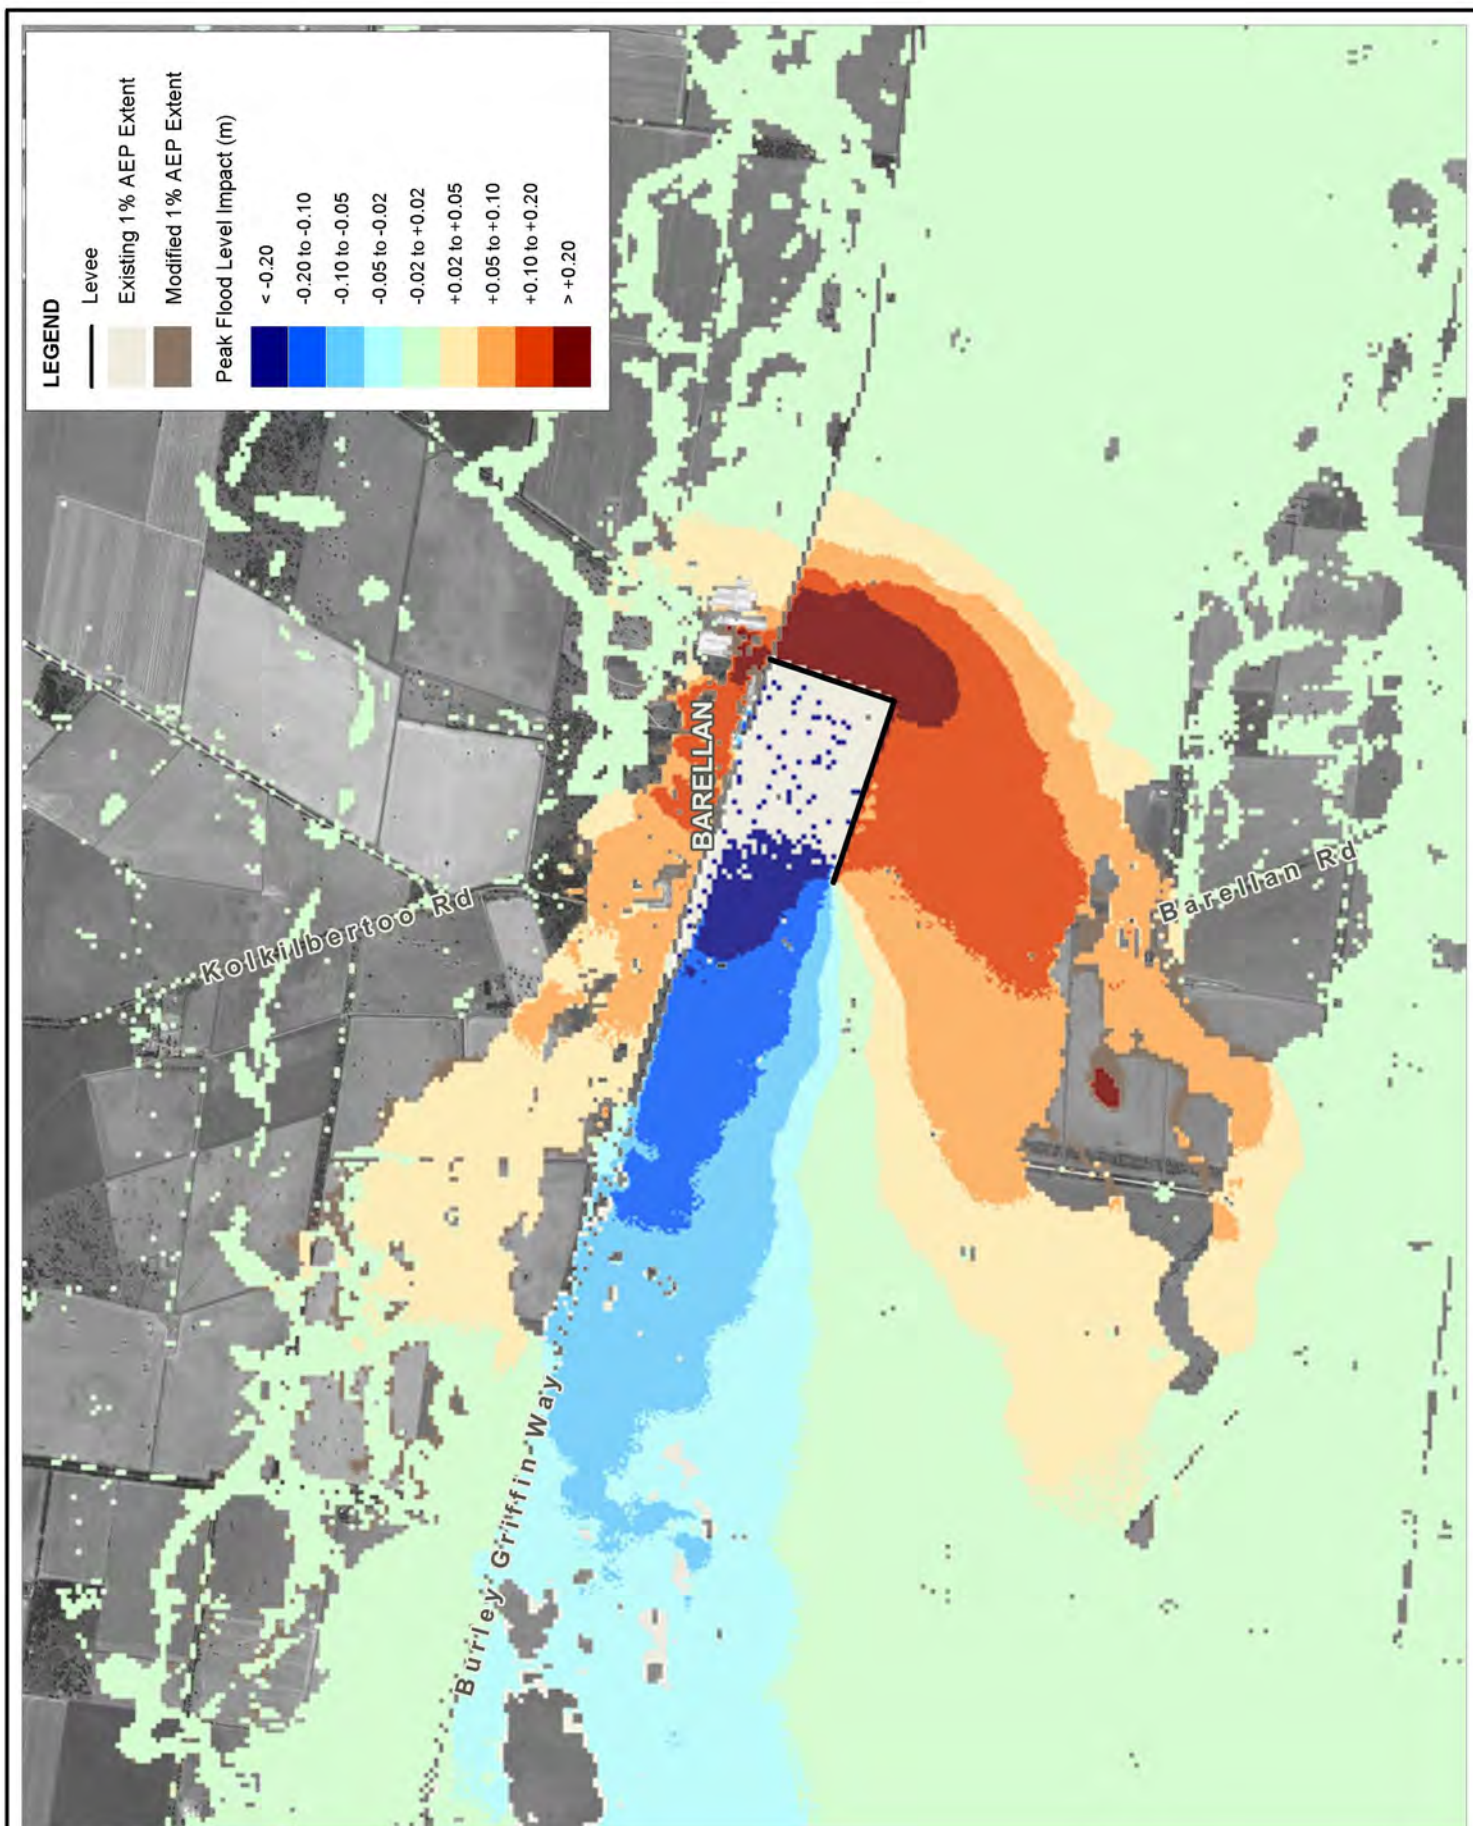 LEGEND
Levee
Existing 1% AEP Extent
Modified 1% AEP Extent
Peak Flood Level Impact (m)
< -0.20
-0.20 to -0.10
-0.10 to -0.05
-0.05 to -0.02
-0.02 to +0.02
+0.02 to +0.05
+0.05 to +0.10
+0.10 to +0.20
> +0.20
Kolkilbertoo Rd
BARELLAN
Barellan Rd
Burley Griffin Way